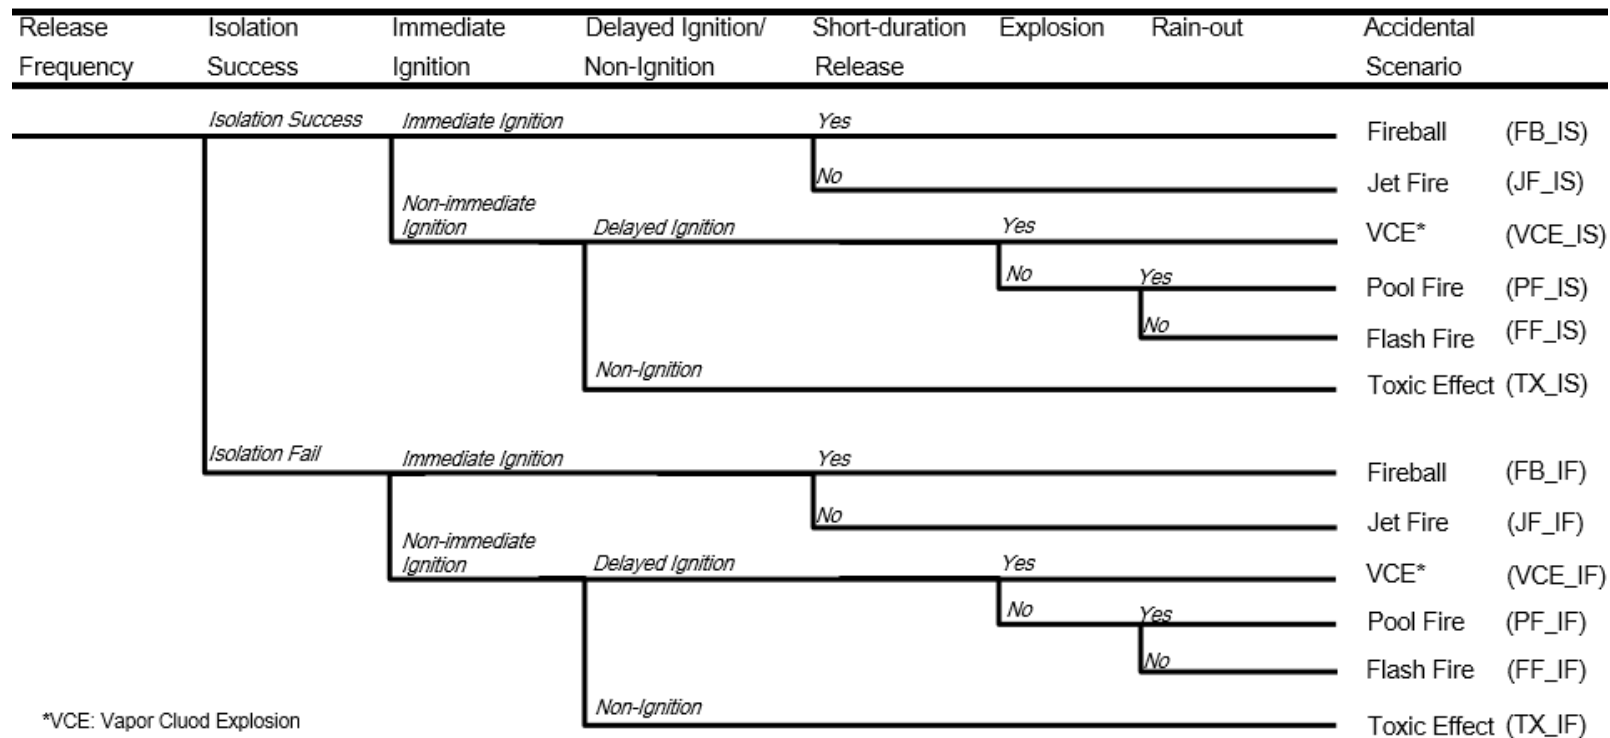 Release Isolation Immediate Delayed Ignition/ Short-duration Explosion Rain-out Accidental
Frequency Success Ignition Non-Ignition Release Scenario
Isolation Success Immediate Ignition Yes Fireball (FB_IS)
No Jet Fire (JF_IS)
Non-immediate
Ignition Delayed Ignition Yes VCE* (VCE_IS)
No Yes Pool Fire (PF_IS)
No Flash Fire (FF_IS)
Non-Ignition Toxic Effect (TX_IS)
Isolation Fail Immediate Ignition Yes Fireball (FB_IF)
No Jet Fire (JF_IF)
Non-immediate
Ignition Delayed Ignition Yes VCE* (VCE_IF)
No Yes Pool Fire (PF_IF)
No Flash Fire (FF_IF)
Non-Ignition Toxic Effect (TX_IF)
*VCE: Vapor Cluod Explosion